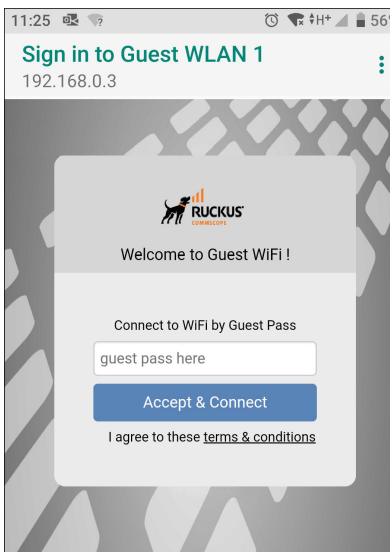 11:25 ? H+ 56%
Sign in to Guest WLAN 1
192.168.0.3
RUCKUS
COMMSCOPE
Welcome to Guest WiFi !
Connect to WiFi by Guest Pass
guest pass here
Accept & Connect
I agree to these terms & conditions